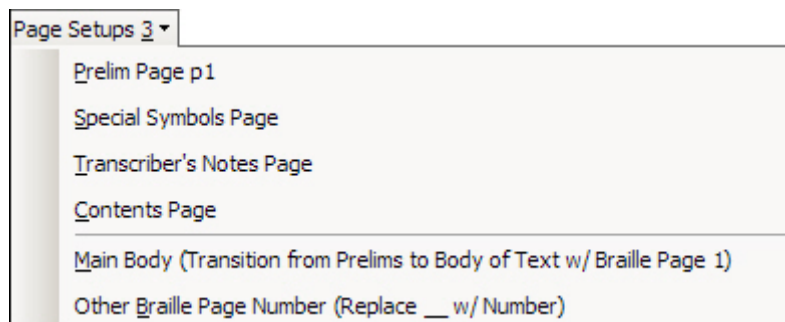 Page Setups 3
Prelim Page p1
Special Symbols Page
Transcriber's Notes Page
Contents Page
Main Body (Transition from Prelims to Body of Text w/ Braille Page 1)
Other Braille Page Number (Replace __ w/ Number)